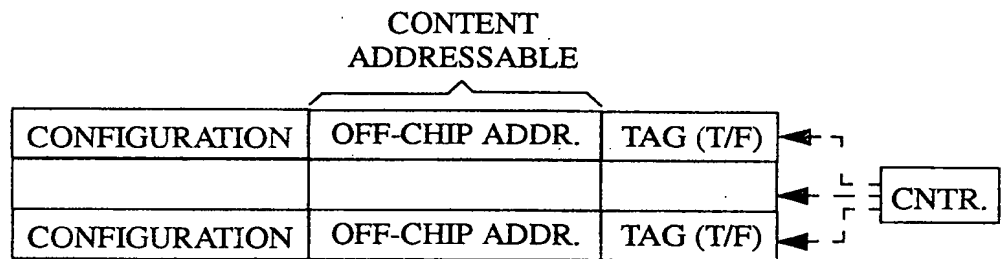 CONTENT
ADDRESSABLE
CONFIGURATION OFF-CHIP ADDR. TAG (T/F)
CNTR.
CONFIGURATION OFF-CHIP ADDR. TAG (T/F)